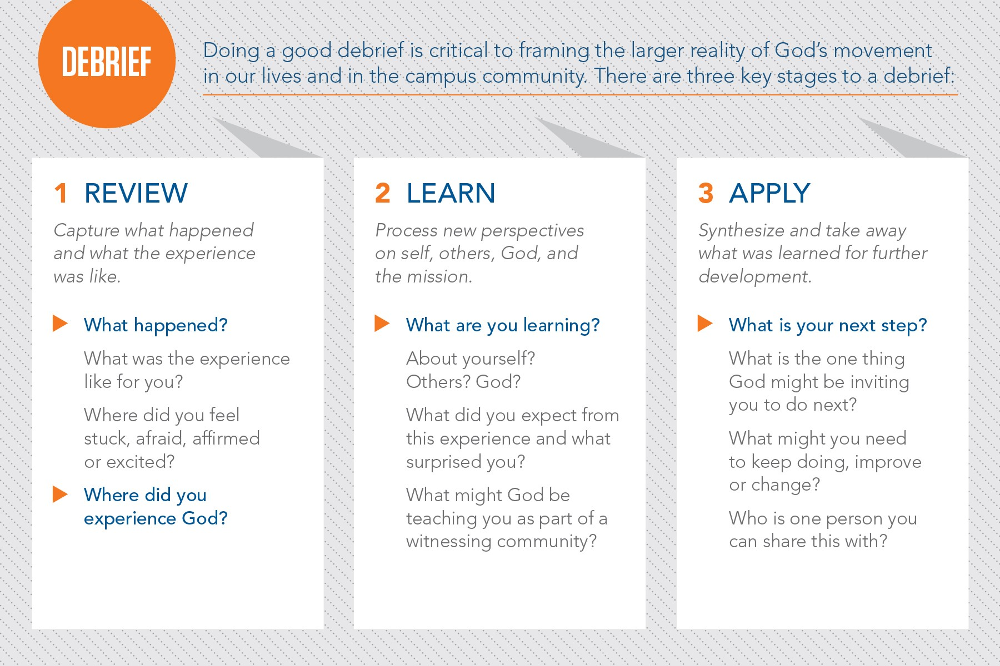 DEBRIEF
Doing a good debrief is critical to framing the larger reality of God’s movement
in our lives and in the campus community. There are three key stages to a debrief:
1 REVIEW
Capture what happened
and what the experience
was like.
What happened?
What was the experience
like for you?
Where did you feel
stuck, afraid, affirmed
or excited?
Where did you
experience God?
2 LEARN
Process new perspectives
on self, others, God, and
the mission.
What are you learning?
About yourself?
Others? God?
What did you expect from
this experience and what
surprised you?
What might God be
teaching you as part of a
witnessing community?
3 APPLY
Synthesize and take away
what was learned for further
development.
What is your next step?
What is the one thing
God might be inviting
you to do next?
What might you need
to keep doing, improve
or change?
Who is one person you
can share this with?